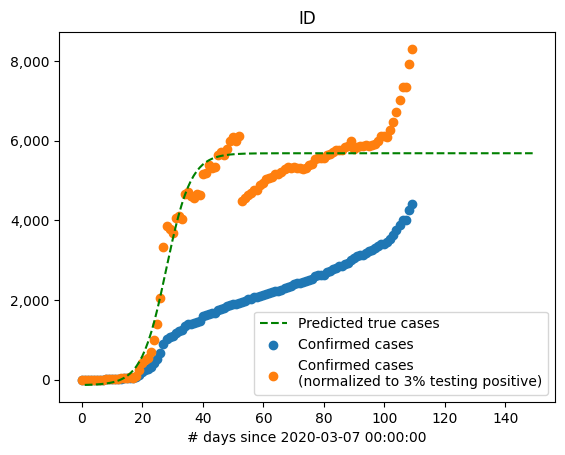 ID
8,000
6,000
4,000
2,000
0
Predicted true cases
Confirmed cases
Confirmed cases
(normalized to 3% testing positive)
0 20 40 60 80 100 120 140
# days since 2020-03-07 00:00:00